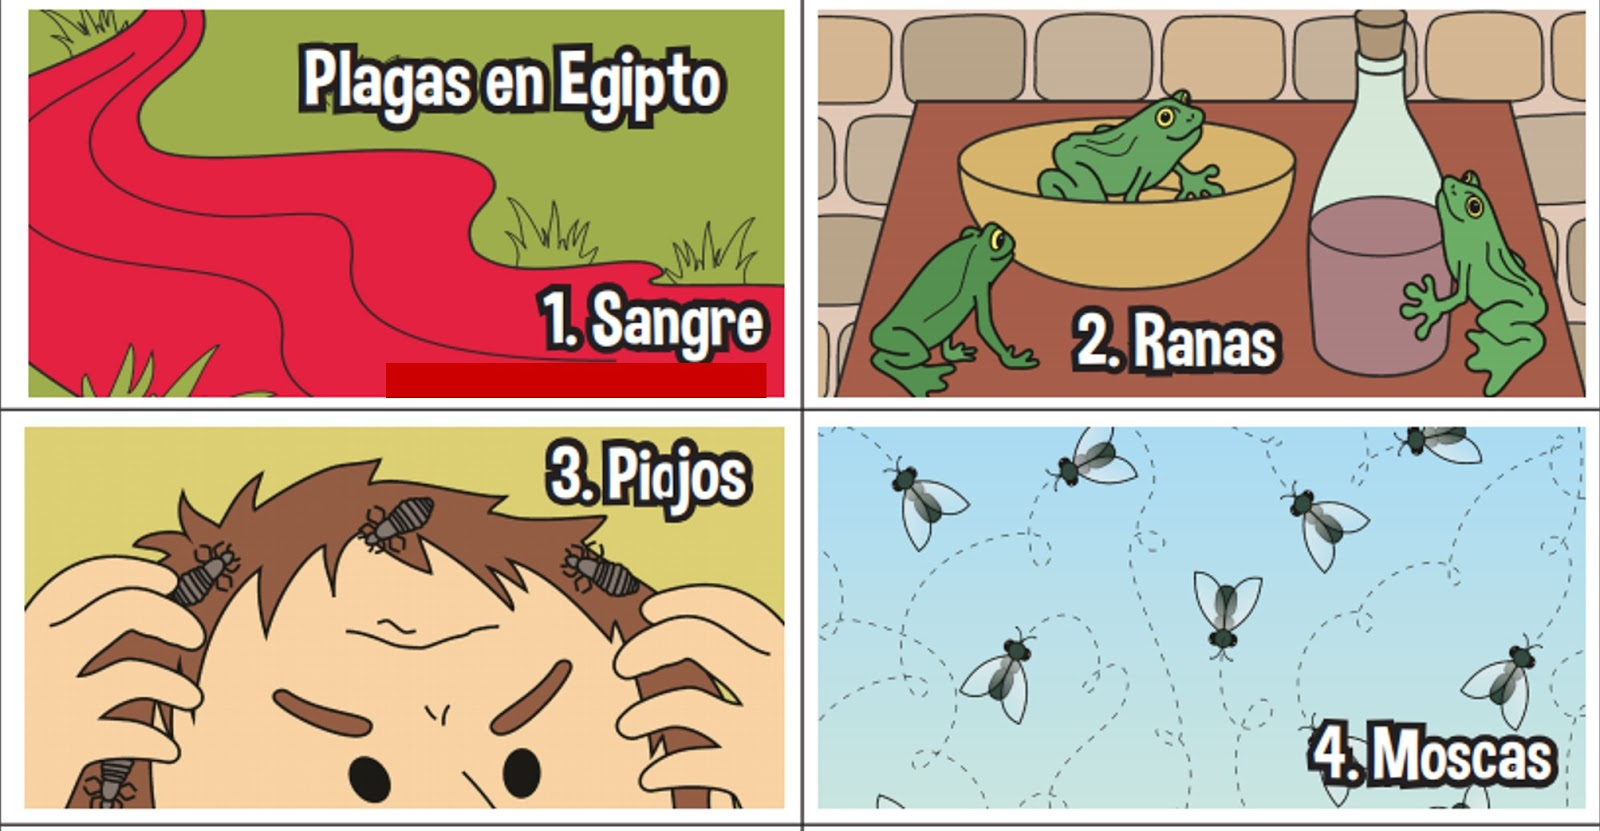 Plagas en Egipto
1. Sangre
2. Ranas
3. Piojos
4. Moscas